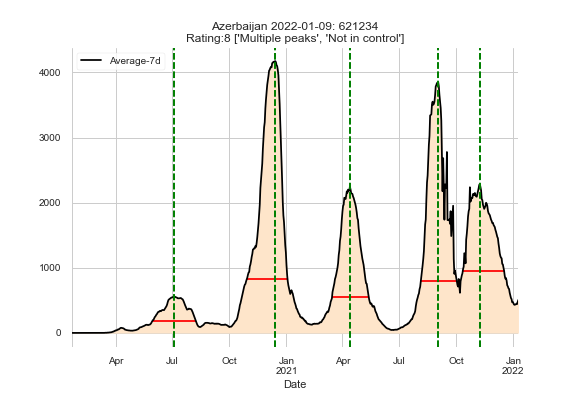 Azerbaijan 2022-01-09: 621234
Rating:8 ['Multiple peaks', 'Not in control']
Average-7d
4000
3000
2000
1000
0
Apr Jul Oct Jan Apr Jul Oct Jan
2021 2022
Date